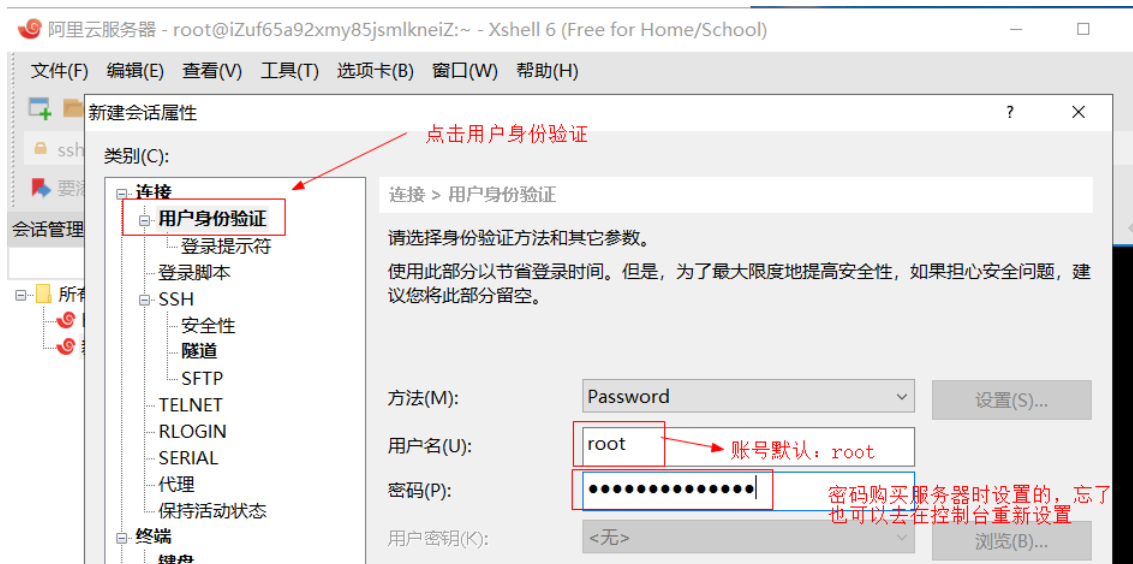 阿里云服务器 - root@iZuf65a92xmy85jsmlkneiZ:~ - Xshell 6 (Free for Home/School)
文件(F) 编辑(E) 查看(V) 工具(T) 选项卡(B) 窗口(W) 帮助(H)
新建会话属性
?
点击用户身份验证
ssh
类别(C):
要
连接
连接 > 用户身份验证
用户身份验证
会话管理
请选择身份验证方法和其它参数。
登录提示符
使用此部分以节省登录时间。但是，为了最大限度地提高安全性，如果担心安全问题，建
议您将此部分留空。
登录脚本
所有
SSH
安全性
隧道
SFTP
方法(M):
Password
设置(S)...
TELNET
RLOGIN
用户名(U):
root
账号默认：root
SERIAL
代理
密码(P):
●●●●●●●●●●●●●●
密码购买服务器时设置的，忘了
也可以去在控制台重新设置
保持活动状态
终端
用户密钥(K):
<无>
浏览(B)...
键盘